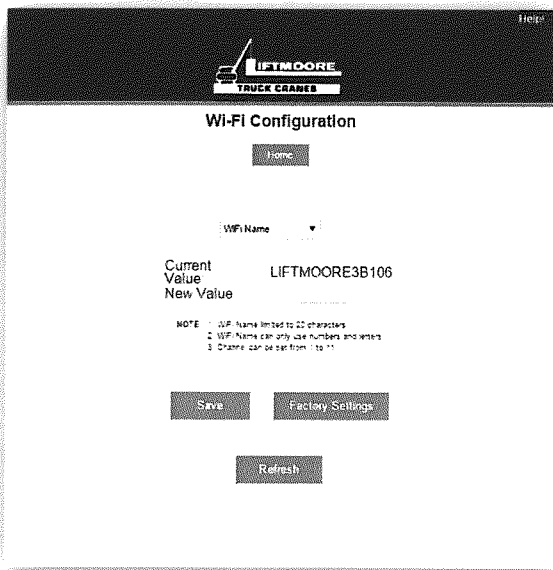 Help!
LIFTMOORE
TRUCK CRANES
Wi-Fi Configuration
Home
WiFi Name
Current Value LIFTMOORE3B106
New Value
NOTE 1. WiFi Name limited to 20 characters
2. WiFi Name can only use numbers and letters
3. Channel can be set from 1 to 11
Save Factory Settings
Refresh